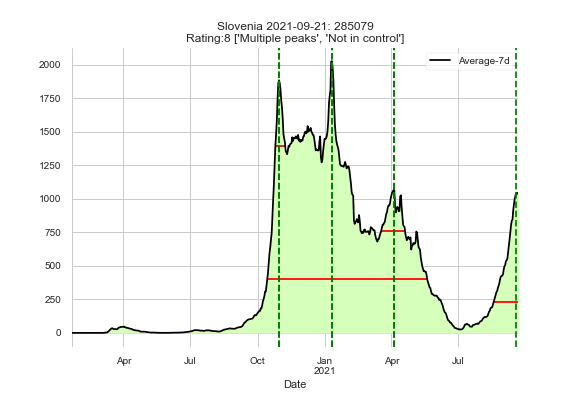 Slovenia 2021-09-21: 285079
Rating:8 ['Multiple peaks', 'Not in control']
Average-7d
2000
1750
1500
1250
1000
750
500
250
0
Apr
Jul
Oct
Jan
2021
Apr
Jul
Date